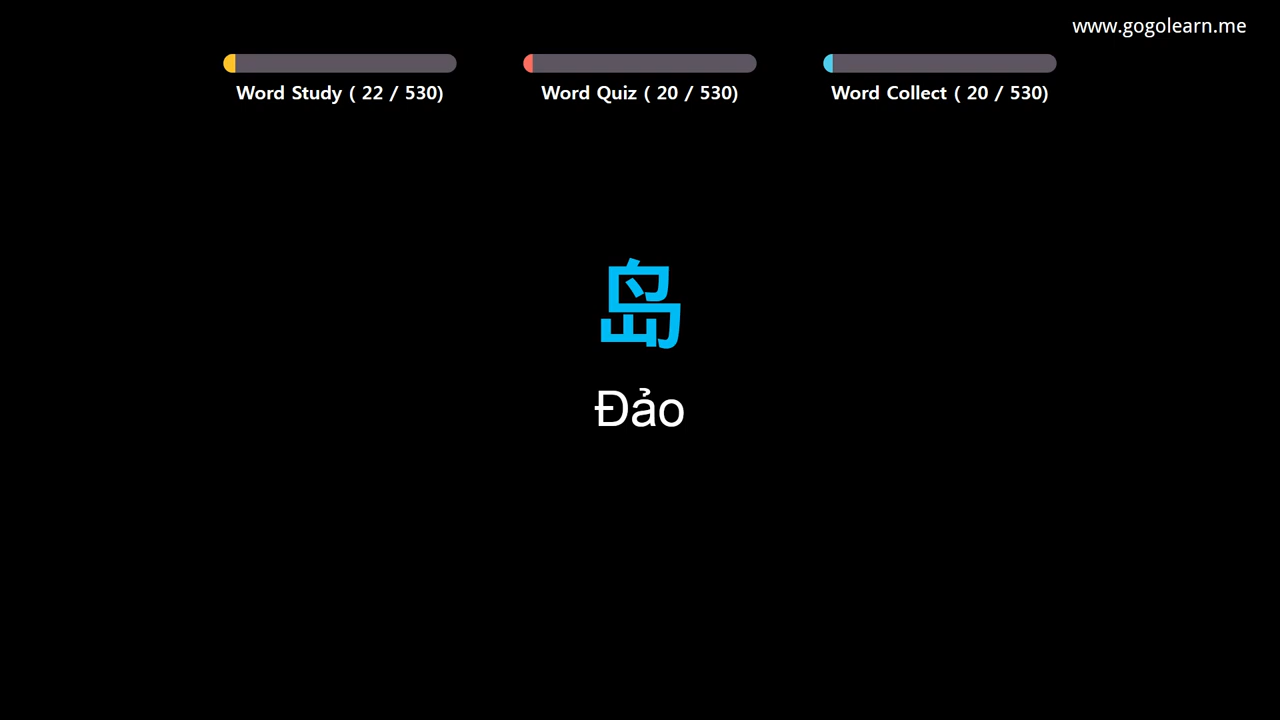 www.gogolearn.me
Word Study ( 22 / 530)
Word Quiz ( 20 / 530)
Word Collect ( 20 / 530)
岛
Đảo